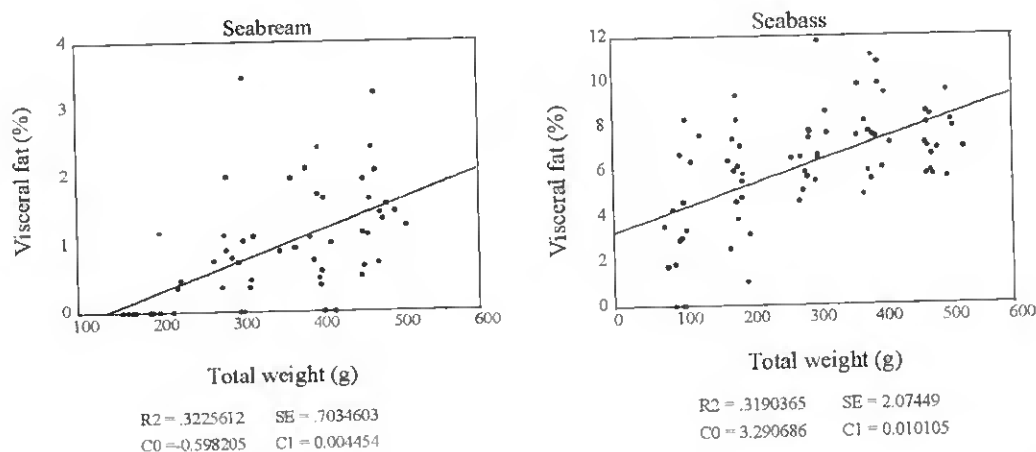 Seabream
4
3
2
1
0
Visceral fat (%)
100 200 300 400 500 600
Total weight (g)
R2 = .3225612 SE = .7034603
C0 =-0.598205 C1 = 0.004454
Seabass
12
10
8
6
4
2
0
Visceral fat (%)
0 100 200 300 400 500 600
Total weight (g)
R2 = .3190365 SE = 2.07449
C0 = 3.290686 C1 = 0.010105